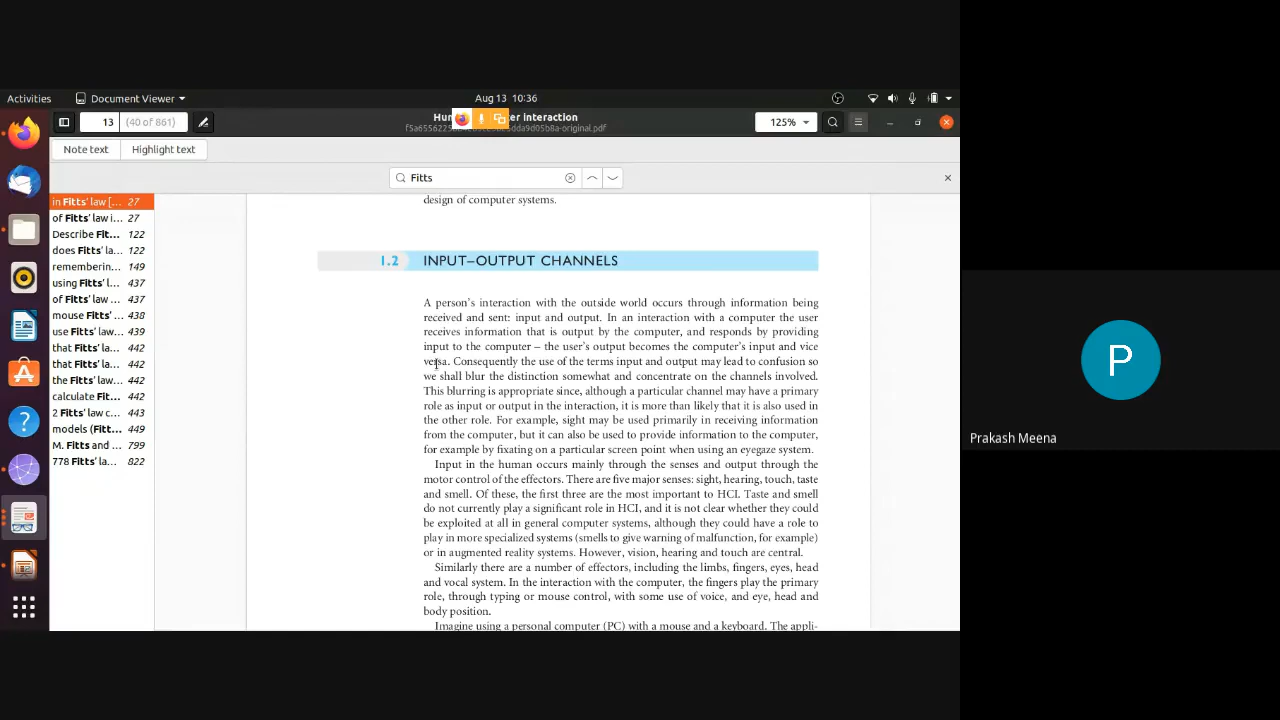 Activities
Document Viewer
Aug 13 10:36
13
(40 of 861)
Hum
ter interaction
-original.pdf
125%
Note text
Highlight text
Fitts
in Fitts' law [... 27
of Fitts' law i... 27
Describe Fit... 122
does Fitts' la... 122
rememberin... 149
using Fitts' l... 437
of Fitts' law ... 437
mouse Fitts' ... 438
use Fitts' law... 439
that Fitts' la... 442
that Fitts' la... 442
the Fitts' law... 442
calculate Fit... 442
2 Fitts' law c... 443
models (Fitt... 449
M. Fitts and ... 799
778 Fitts' la... 822
design of computer systems.
1.2 INPUT–OUTPUT CHANNELS
A person's interaction with the outside world occurs through information being
received and sent: input and output. In an interaction with a computer the user
receives information that is output by the computer, and responds by providing
input to the computer – the user's output becomes the computer's input and vice
versa. Consequently the use of the terms input and output may lead to confusion so
we shall blur the distinction somewhat and concentrate on the channels involved.
This blurring is appropriate since, although a particular channel may have a primary
role as input or output in the interaction, it is more than likely that it is also used in
the other role. For example, sight may be used primarily in receiving information
from the computer, but it can also be used to provide information to the computer,
for example by fixating on a particular screen point when using an eyegaze system.
Input in the human occurs mainly through the senses and output through the
motor control of the effectors. There are five major senses: sight, hearing, touch, taste
and smell. Of these, the first three are the most important to HCI. Taste and smell
do not currently play a significant role in HCI, and it is not clear whether they could
be exploited at all in general computer systems, although they could have a role to
play in more specialized systems (smells to give warning of malfunction, for example)
or in augmented reality systems. However, vision, hearing and touch are central.
Similarly there are a number of effectors, including the limbs, fingers, eyes, head
and vocal system. In the interaction with the computer, the fingers play the primary
role, through typing or mouse control, with some use of voice, and eye, head and
body position.
Imagine using a personal computer (PC) with a mouse and a keyboard. The appli-
P
Prakash Meena